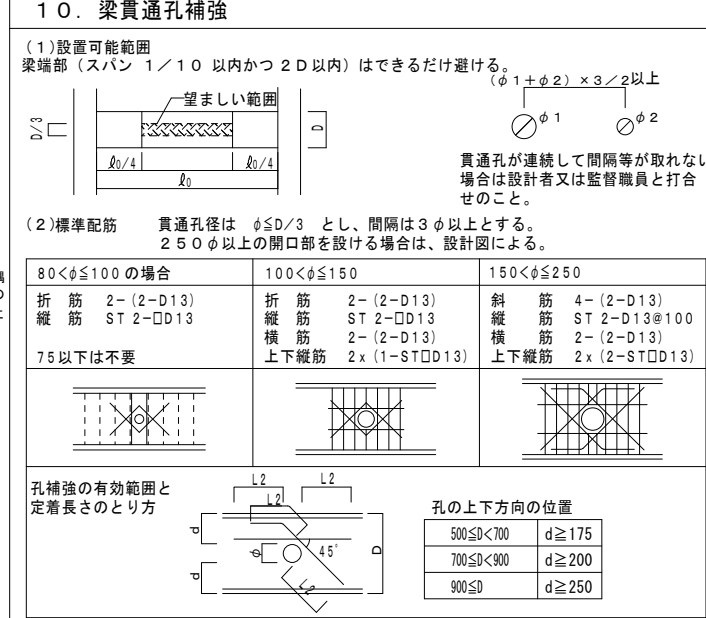 10. 梁貫通孔補強
(1)設置可能範囲
梁端部(スパン 1/10 以内かつ2D以内)はできるだけ避ける。
(φ1+φ2)×3/2以上
望ましい範囲
D/3
D
φ1
φ2
ℓ0/4
ℓ0/4
ℓ0
貫通孔が連続して間隔等が取れない
場合は設計者又は監督職員と打合
せのこと。
(2)標準配筋 貫通孔径は φ≦D/3 とし、間隔は3φ以上とする。
250φ以上の開口部を設ける場合は、設計図による。
80<φ≦100の場合
折 筋 2-(2-D13)
縦 筋 ST 2-□D13
75以下は不要
100<φ≦150
折 筋 2-(2-D13)
縦 筋 ST 2-□D13
横 筋 2-(2-D13)
上下縦筋 2x(1-ST□D13)
150<φ≦250
斜 筋 4-(2-D13)
縦 筋 ST 2-D13@100
横 筋 2-(2-D13)
上下縦筋 2x(2-ST□D13)
孔補強の有効範囲と
定着長さのとり方
L2
L2
L2
d
φ
45°
D
d
L2
孔の上下方向の位置
500≦D<700 d≧175
700≦D<900 d≧200
900≦D d≧250